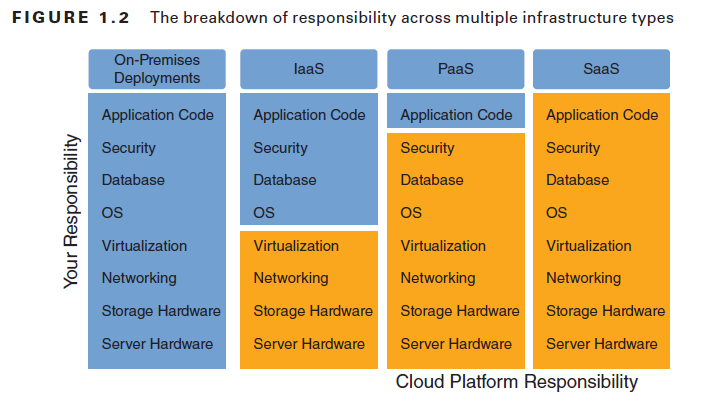 FIGURE 1.2 The breakdown of responsibility across multiple infrastructure types
On-Premises
Deployments
IaaS
PaaS
SaaS
Your Responsibility
Application Code
Security
Database
OS
Virtualization
Networking
Storage Hardware
Server Hardware
Application Code
Security
Database
OS
Virtualization
Networking
Storage Hardware
Server Hardware
Application Code
Security
Database
OS
Virtualization
Networking
Storage Hardware
Server Hardware
Application Code
Security
Database
OS
Virtualization
Networking
Storage Hardware
Server Hardware
Cloud Platform Responsibility